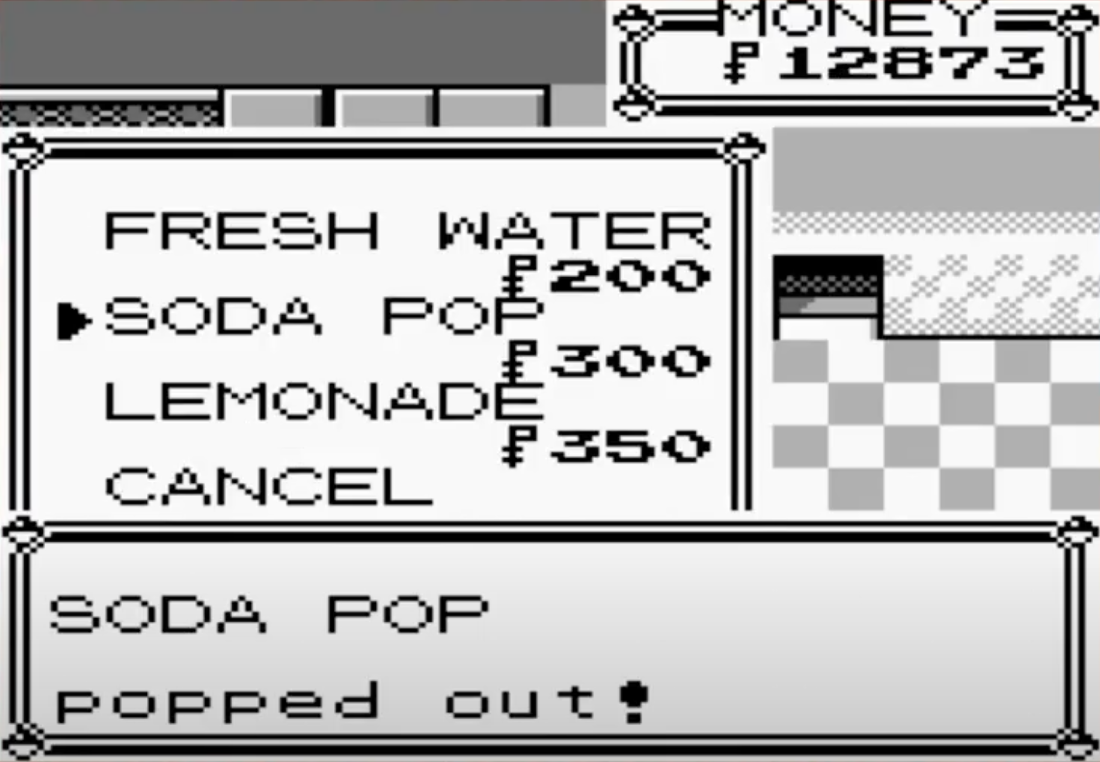 MONEY
₽12873
FRESH WATER
₽200
SODA POP
₽300
LEMONADE
₽350
CANCEL
SODA POP
popped out!